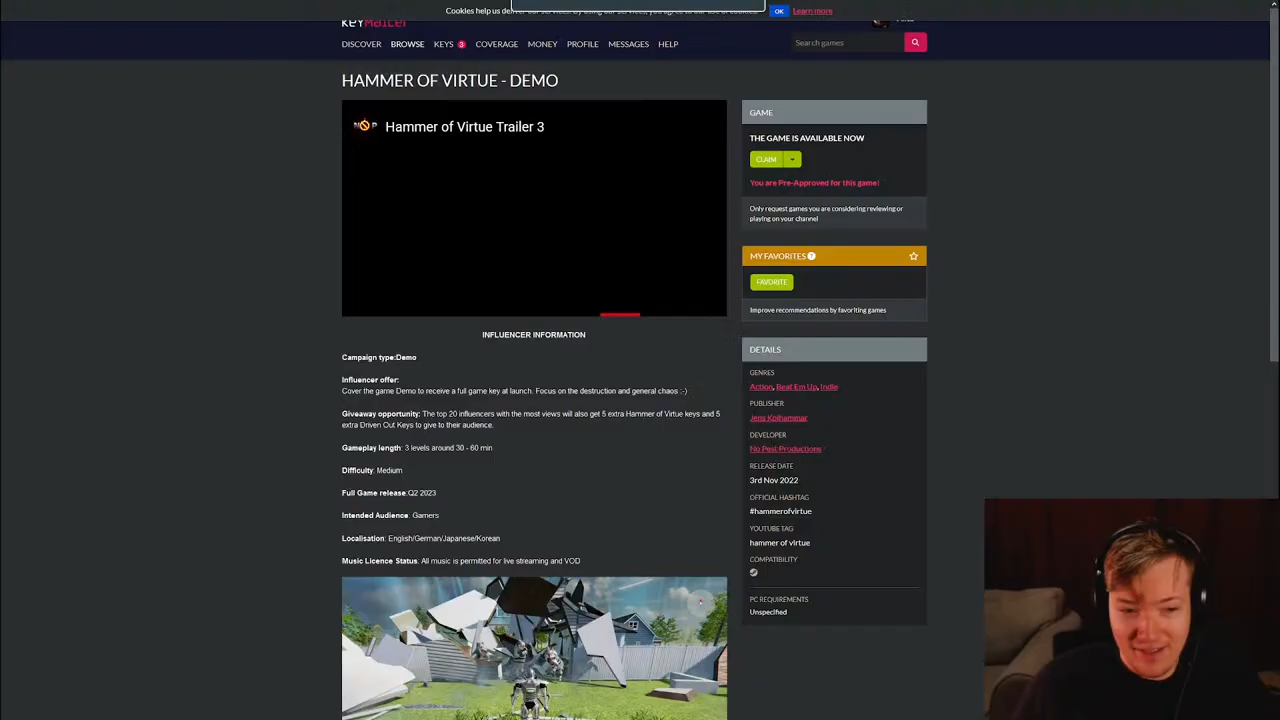 Cookies help us
OK
Learn more
KEYMAILER
DISCOVER BROWSE KEYS 3 COVERAGE MONEY PROFILE MESSAGES HELP
Search games
HAMMER OF VIRTUE - DEMO
Hammer of Virtue Trailer 3
INFLUENCER INFORMATION
Campaign type:Demo
Influencer offer:
Cover the game Demo to receive a full game key at launch. Focus on the destruction and general chaos :-)
Giveaway opportunity: The top 20 influencers with the most views will also get 5 extra Hammer of Virtue keys and 5
extra Driven Out Keys to give to their audience.
Gameplay length: 3 levels around 30 - 60 min
Difficulty: Medium
Full Game release:Q2 2023
Intended Audience: Gamers
Localisation: English/German/Japanese/Korean
Music Licence Status: All music is permitted for live streaming and VOD
GAME
THE GAME IS AVAILABLE NOW
CLAIM
You are Pre-Approved for this game!
Only request games you are considering reviewing or
playing on your channel
MY FAVORITES ?
FAVORITE
Improve recommendations by favoriting games
DETAILS
GENRES
Action, Beat Em Up, Indie
PUBLISHER
Jens Kolhammar
DEVELOPER
No Pest Productions
RELEASE DATE
3rd Nov 2022
OFFICIAL HASHTAG
#hammerofvirtue
YOUTUBE TAG
hammer of virtue
COMPATIBILITY
PC REQUIREMENTS
Unspecified